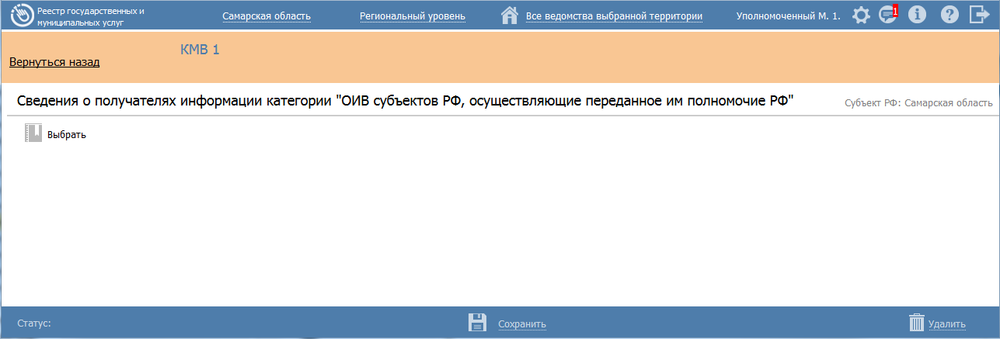 Реестр государственных и
муниципальных услуг
Самарская область
Региональный уровень
Все ведомства выбранной территории
Уполномоченный М. 1.
1
КМВ 1
Вернуться назад
Сведения о получателях информации категории "ОИВ субъектов РФ, осуществляющие переданное им полномочие РФ"
Субъект РФ: Самарская область
Выбрать
Статус:
Сохранить
Удалить